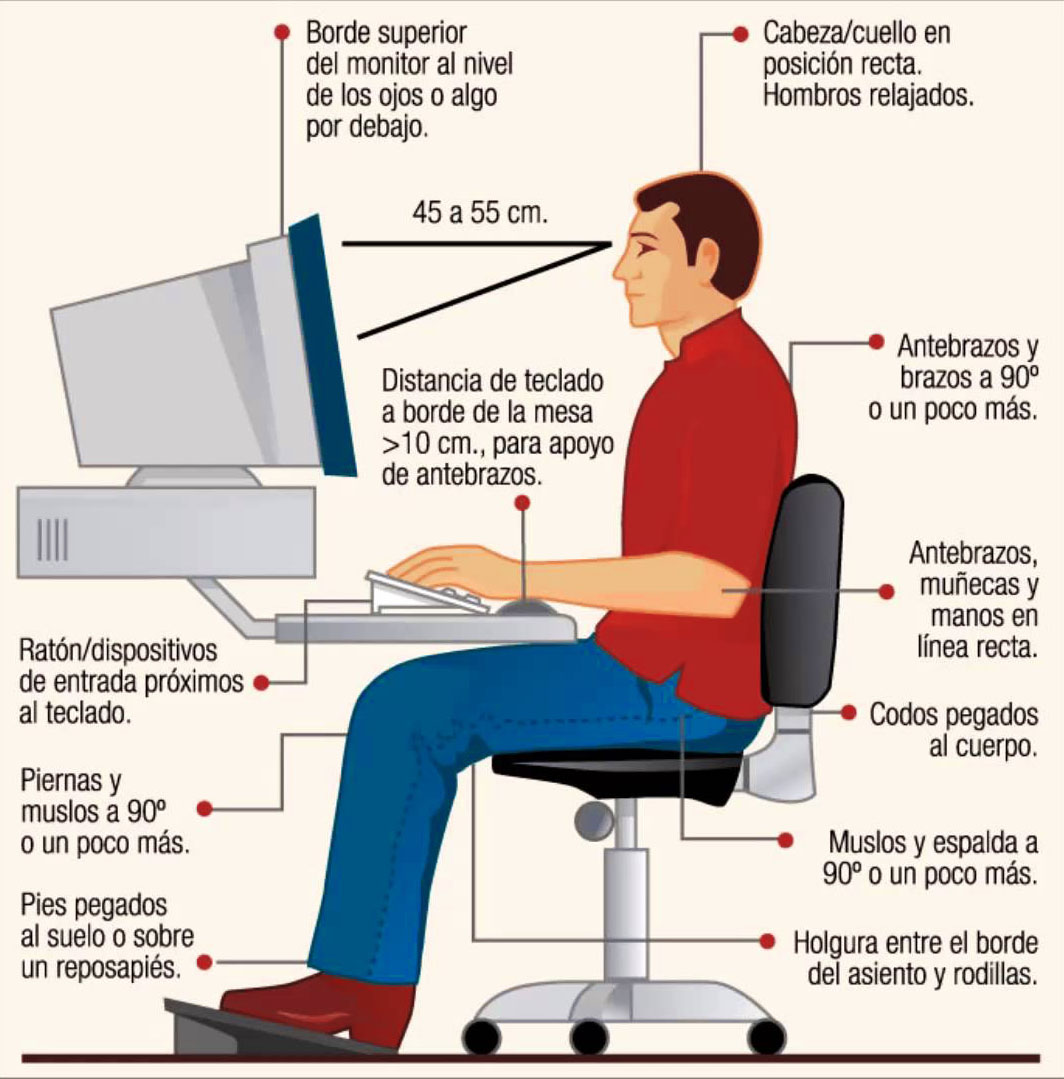 Borde superior
del monitor al nivel
de los ojos o algo
por debajo.
Cabeza/cuello en
posición recta.
Hombros relajados.
45 a 55 cm.
Antebrazos y
brazos a 90º
o un poco más.
Distancia de teclado
a borde de la mesa
>10 cm., para apoyo
de antebrazos.
Antebrazos,
muñecas y
manos en
línea recta.
Ratón/dispositivos
de entrada próximos
al teclado.
Codos pegados
al cuerpo.
Piernas y
muslos a 90º
o un poco más.
Muslos y espalda a
90º o un poco más.
Pies pegados
al suelo o sobre
un reposapiés.
Holgura entre el borde
del asiento y rodillas.